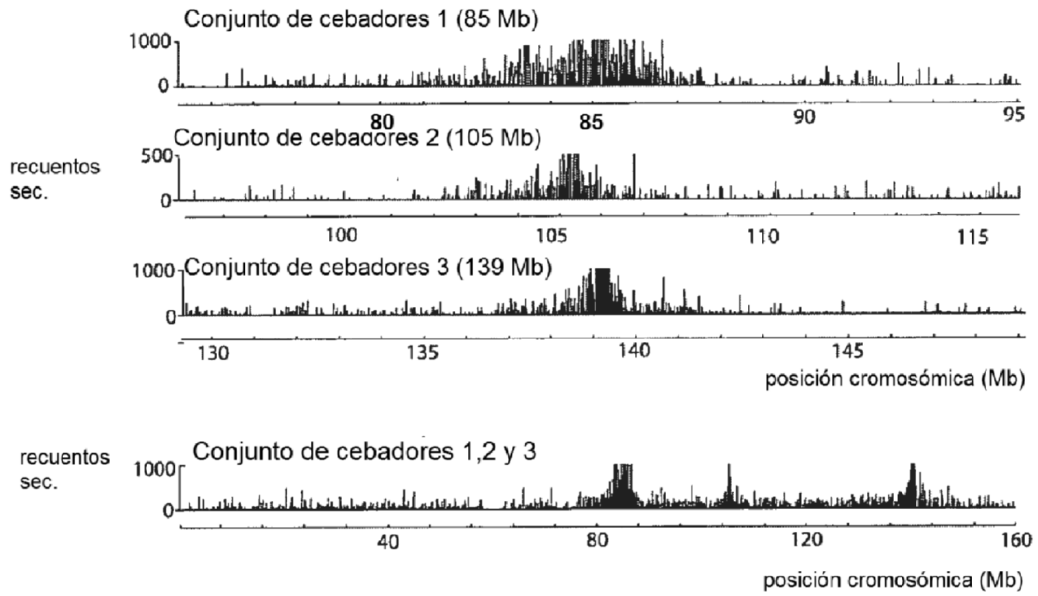 Conjunto de cebadores 1 (85 Mb)
1000
0
80 85 90 95
Conjunto de cebadores 2 (105 Mb)
recuentos
sec.
500
0
100 105 110 115
Conjunto de cebadores 3 (139 Mb)
1000
0
130 135 140 145
posición cromosómica (Mb)
recuentos
sec.
Conjunto de cebadores 1,2 y 3
1000
0
40 80 120 160
posición cromosómica (Mb)